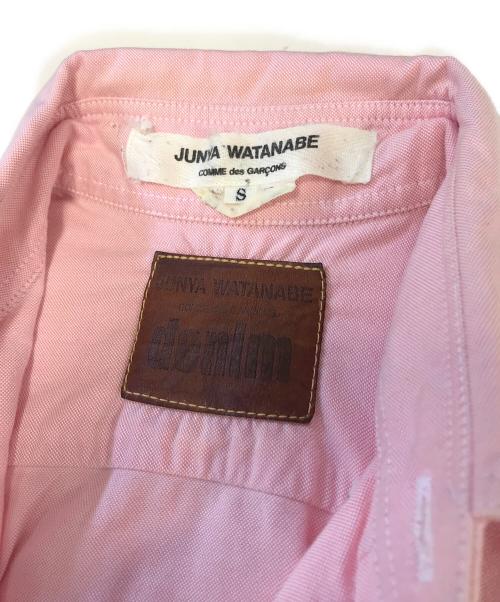 JUNYA WATANABE
COMME des GARÇONS
S
JUNYA WATANABE
denim